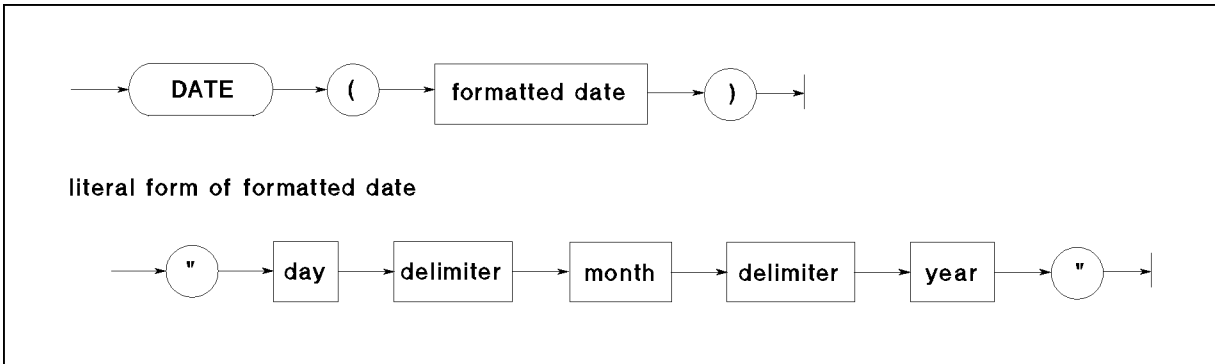 DATE ( formatted date )
literal form of formatted date
" day delimiter month delimiter year "